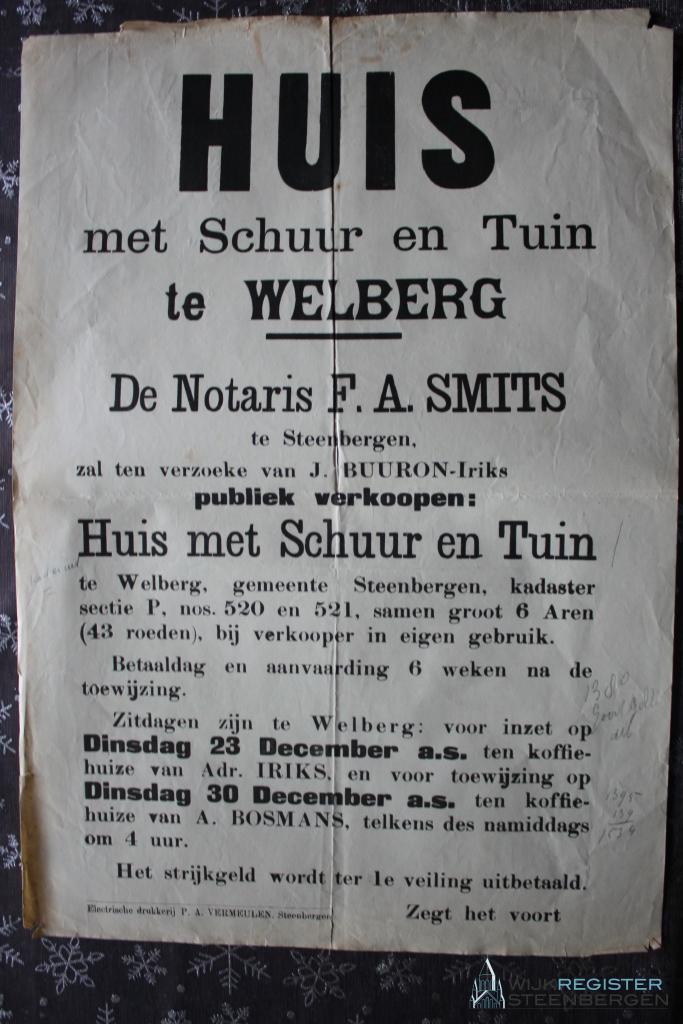 HUIS
met Schuur en Tuin
te WELBERG
De Notaris F. A. SMITS
te Steenbergen,
zal ten verzoeke van J. BUURON-Iriks
publiek verkoopen:
Huis met Schuur en Tuin
te Welberg, gemeente Steenbergen, kadaster
sectie P, nos. 520 en 521, samen groot 6 Aren
(43 roeden), bij verkooper in eigen gebruik.
Betaaldag en aanvaarding 6 weken na de
toewijzing.
Zitdagen zijn te Welberg: voor inzet op
Dinsdag 23 December a.s. ten koffie-
huize van Adr. IRIKS, en voor toewijzing op
Dinsdag 30 December a.s. ten koffie-
huize van A. BOSMANS, telkens des namiddags
om 4 uur.
Het strijkgeld wordt ter 1e veiling uitbetaald.
Electrische drukkerij P. A. VERMEULEN. Steenbergen
Zegt het voort
1395
139
1534
WIJKREGISTER
STEENBERGEN